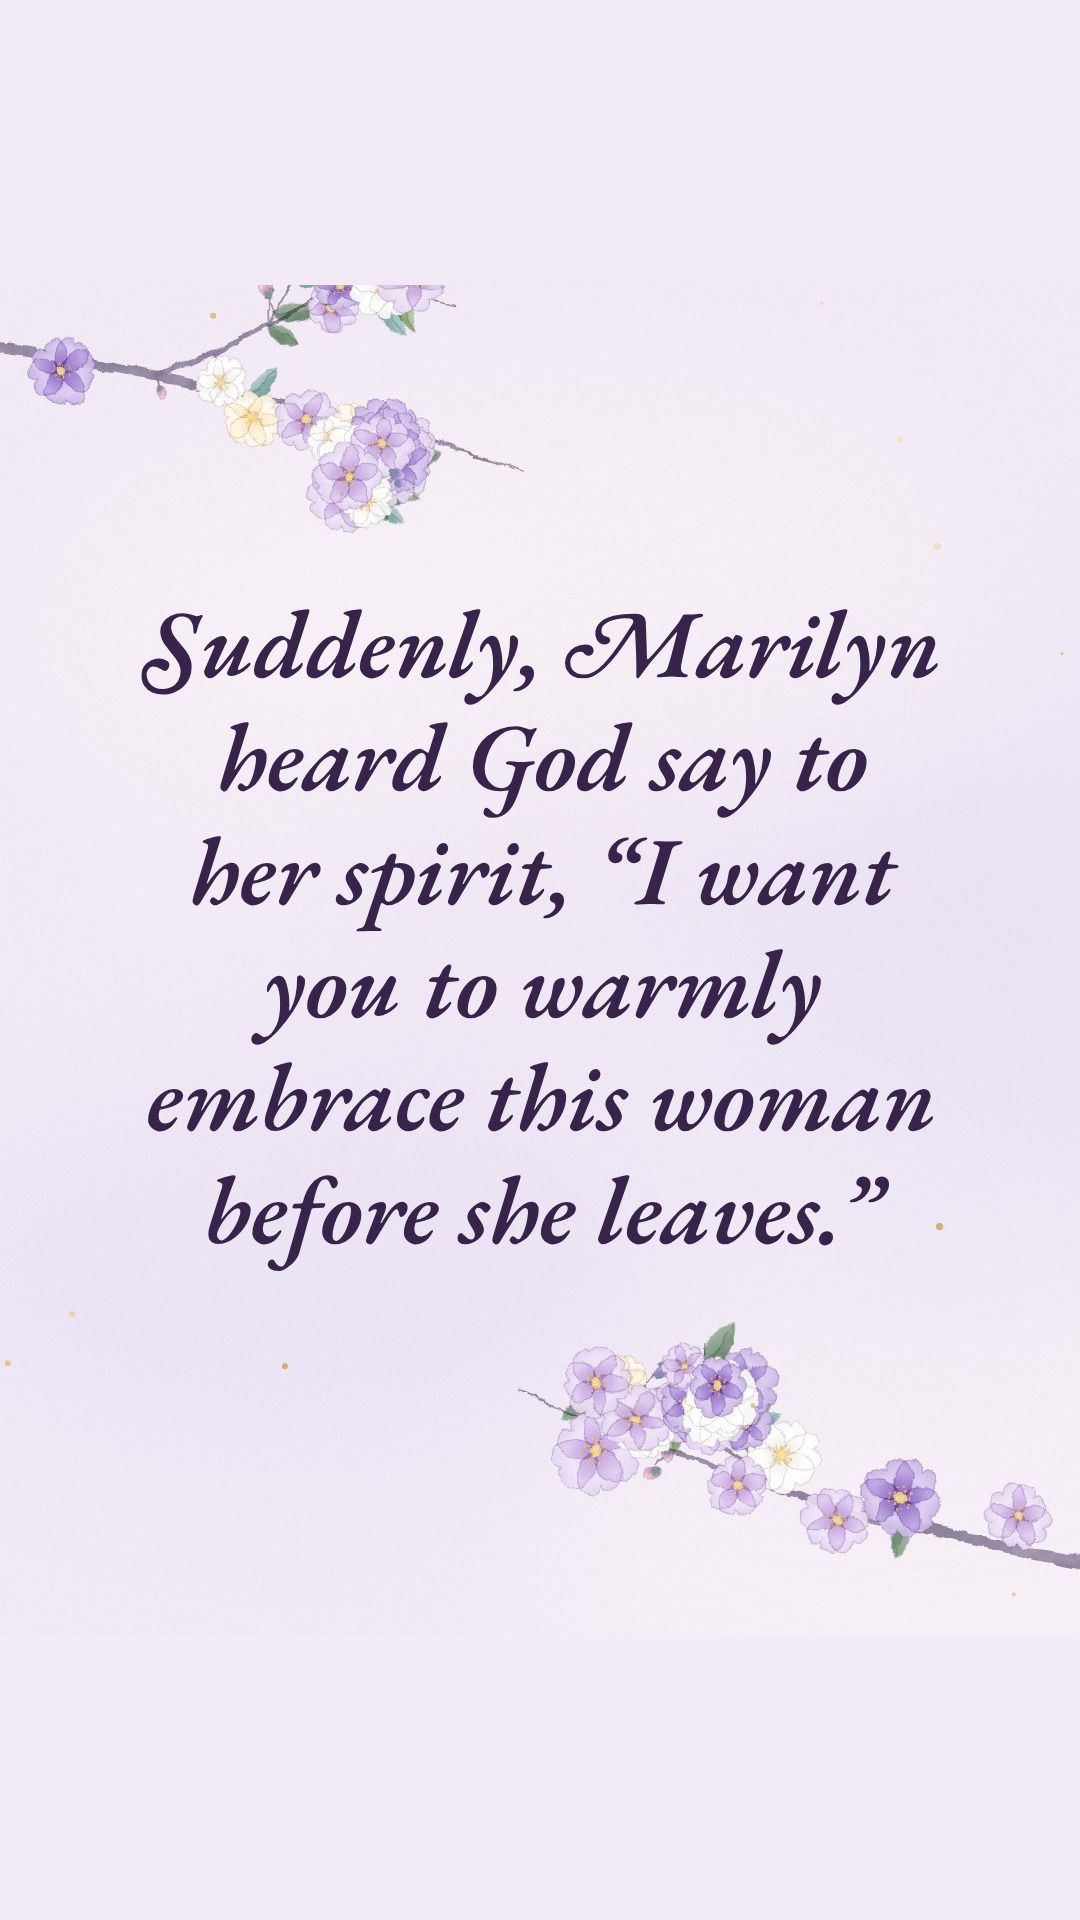 Suddenly, Marilyn
heard God say to
her spirit, “I want
you to warmly
embrace this woman
before she leaves.”